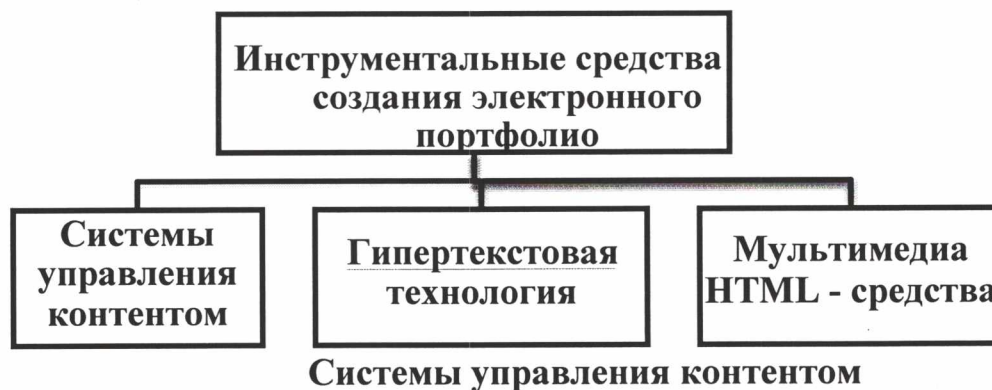 Инструментальные средства
создания электронного
портфолио
Системы
управления
контентом
Гипертекстовая
технология
Мультимедиа
HTML - средства
Системы управления контентом